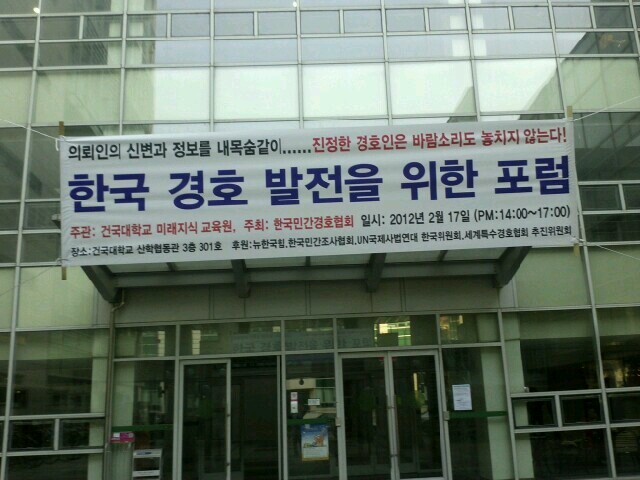 의뢰인의 신변과 정보를 내목숨같이......진정한 경호인은 바람소리도 놓치지 않는다!
한국 경호 발전을 위한 포럼
주관: 건국대학교 미래지식 교육원, 주최: 한국민간경호협회 일시: 2012년 2월 17일 (PM:14:00~17:00)
장소:건국대학교 산학협동관 3층 301호 후원:뉴한국힘,한국민간조사협회,UN국제사법연대 한국위원회,세계특수경호협회 추진위원회